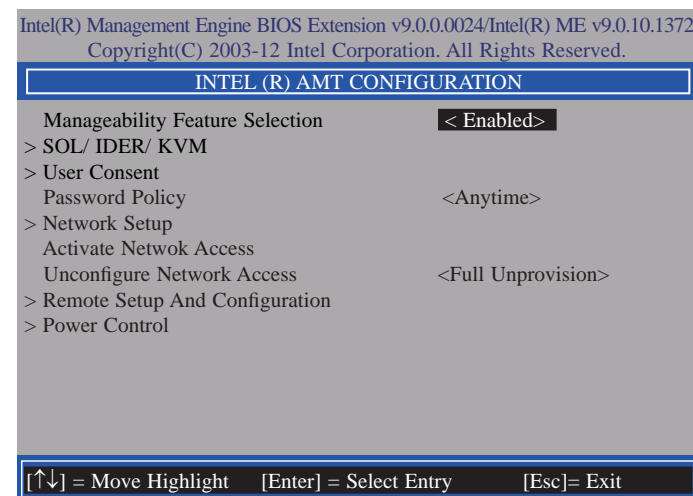 Intel(R) Management Engine BIOS Extension v9.0.0.0024/Intel(R) ME v9.0.10.1372
Copyright(C) 2003-12 Intel Corporation. All Rights Reserved.
INTEL (R) AMT CONFIGURATION
Manageability Feature Selection < Enabled>
> SOL/ IDER/ KVM
> User Consent
Password Policy <Anytime>
> Network Setup
Activate Netwok Access
Unconfigure Network Access <Full Unprovision>
> Remote Setup And Configuration
> Power Control
[↑↓] = Move Highlight [Enter] = Select Entry [Esc]= Exit